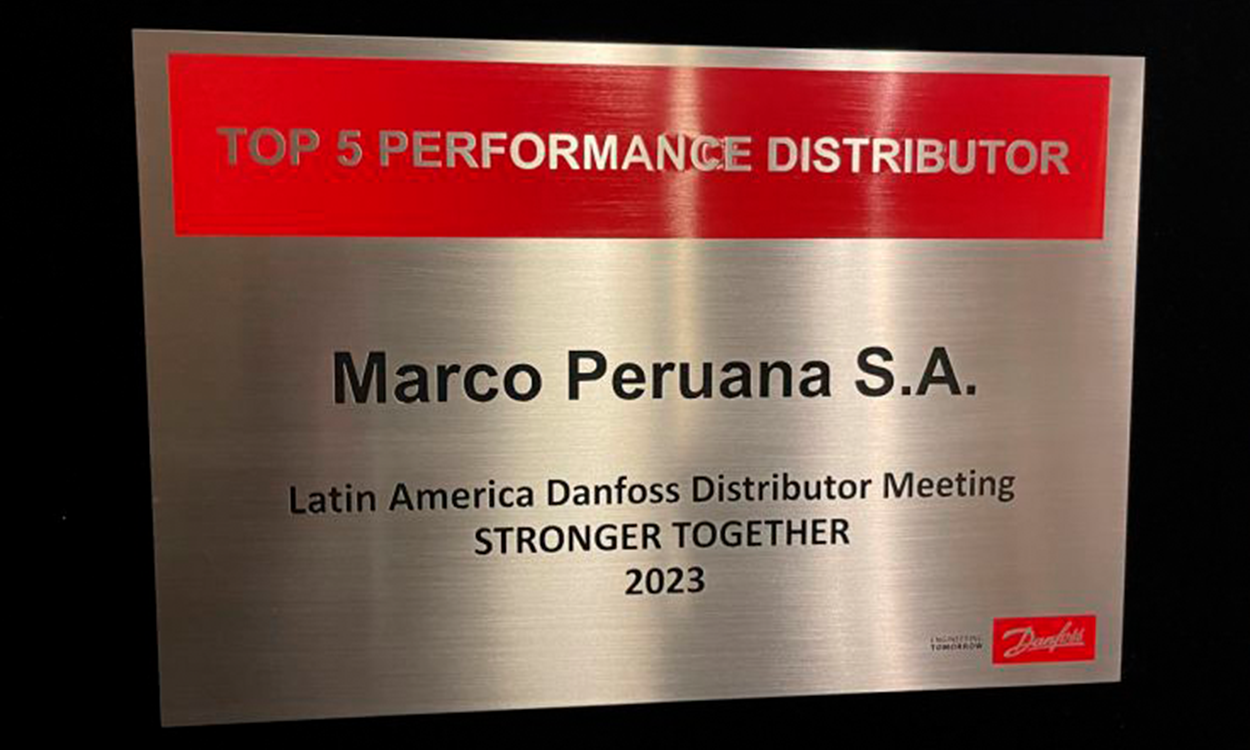 TOP 5 PERFORMANCE DISTRIBUTOR
Marco Peruana S.A.
Latin America Danfoss Distributor Meeting
STRONGER TOGETHER
2023
ENGINEERING
TOMORROW
Danfoss